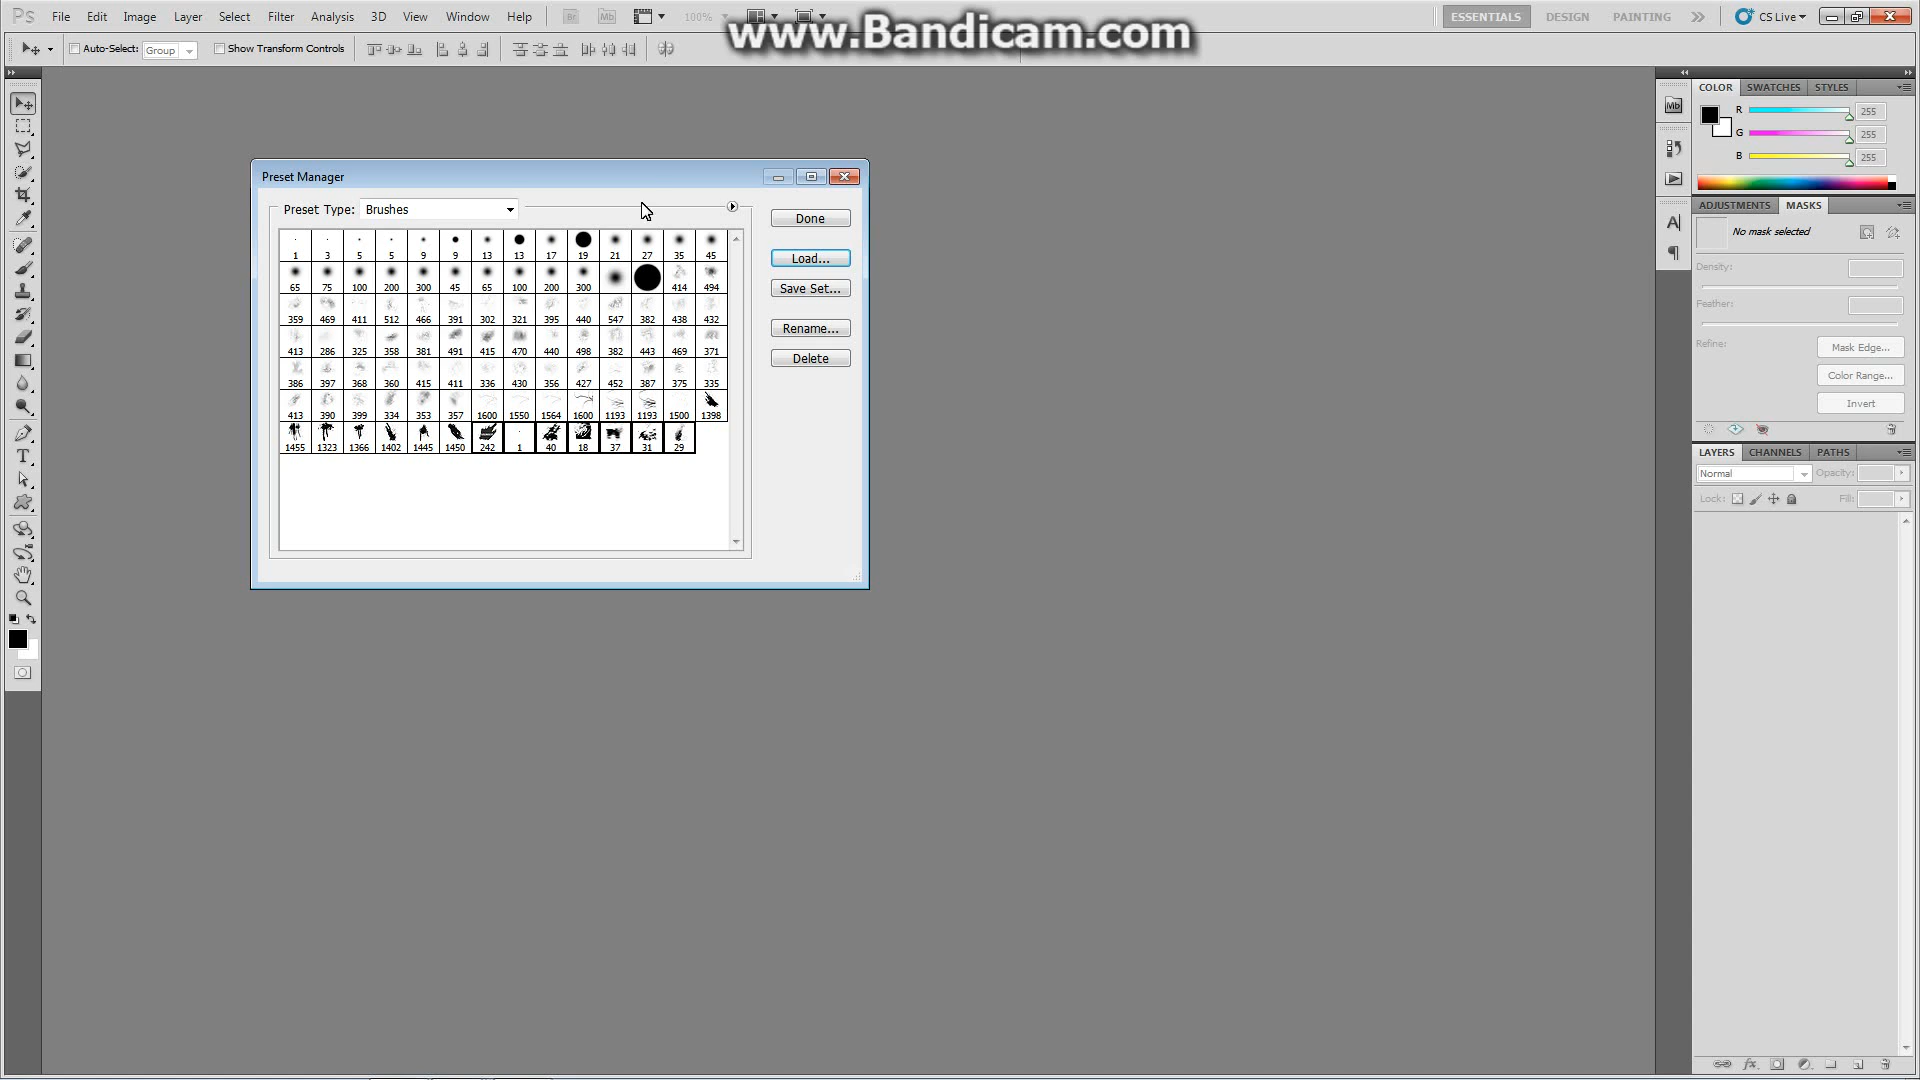 Ps File Edit Image Layer Select Filter Analysis 3D View Window Help Br Mb 100% ESSENTIALS DESIGN PAINTING CS Live
www.Bandicam.com
Auto-Select: Group Show Transform Controls
Mb
COLOR SWATCHES STYLES
R 255
G 255
B 255
ADJUSTMENTS MASKS
No mask selected
Density:
Feather:
Refine: Mask Edge...
Color Range...
Invert
LAYERS CHANNELS PATHS
Normal Opacity:
Lock: Fill:
Preset Manager
Preset Type: Brushes
Done
Load...
Save Set...
Rename...
Delete
1 3 5 5 9 9 13 13 17 19 21 27 35 45
65 75 100 200 300 45 65 100 200 300 414 494
359 469 411 512 466 391 302 321 395 440 547 382 438 432
413 286 325 358 381 491 415 470 440 498 382 443 469 371
386 397 368 360 415 411 336 430 356 427 452 387 375 335
413 390 399 334 353 357 1600 1550 1564 1600 1193 1193 1500 1398
1455 1323 1366 1402 1445 1450 242 1 40 18 37 31 29